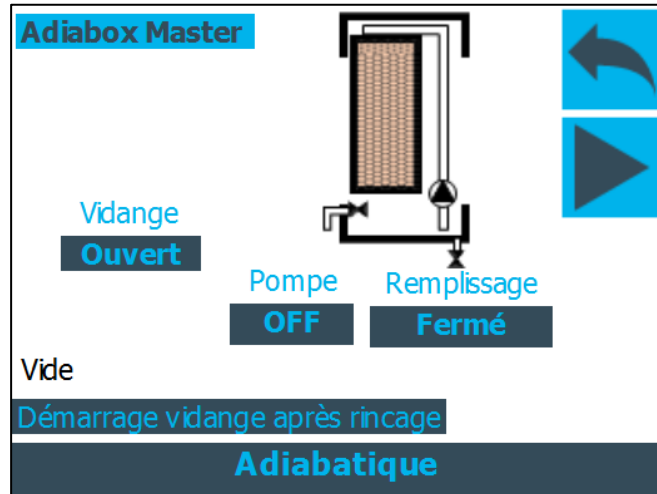 Adiabox Master
Vidange
Ouvert
Pompe
Remplissage
OFF
Fermé
Vide
Démarrage vidange après rincage
Adiabatique